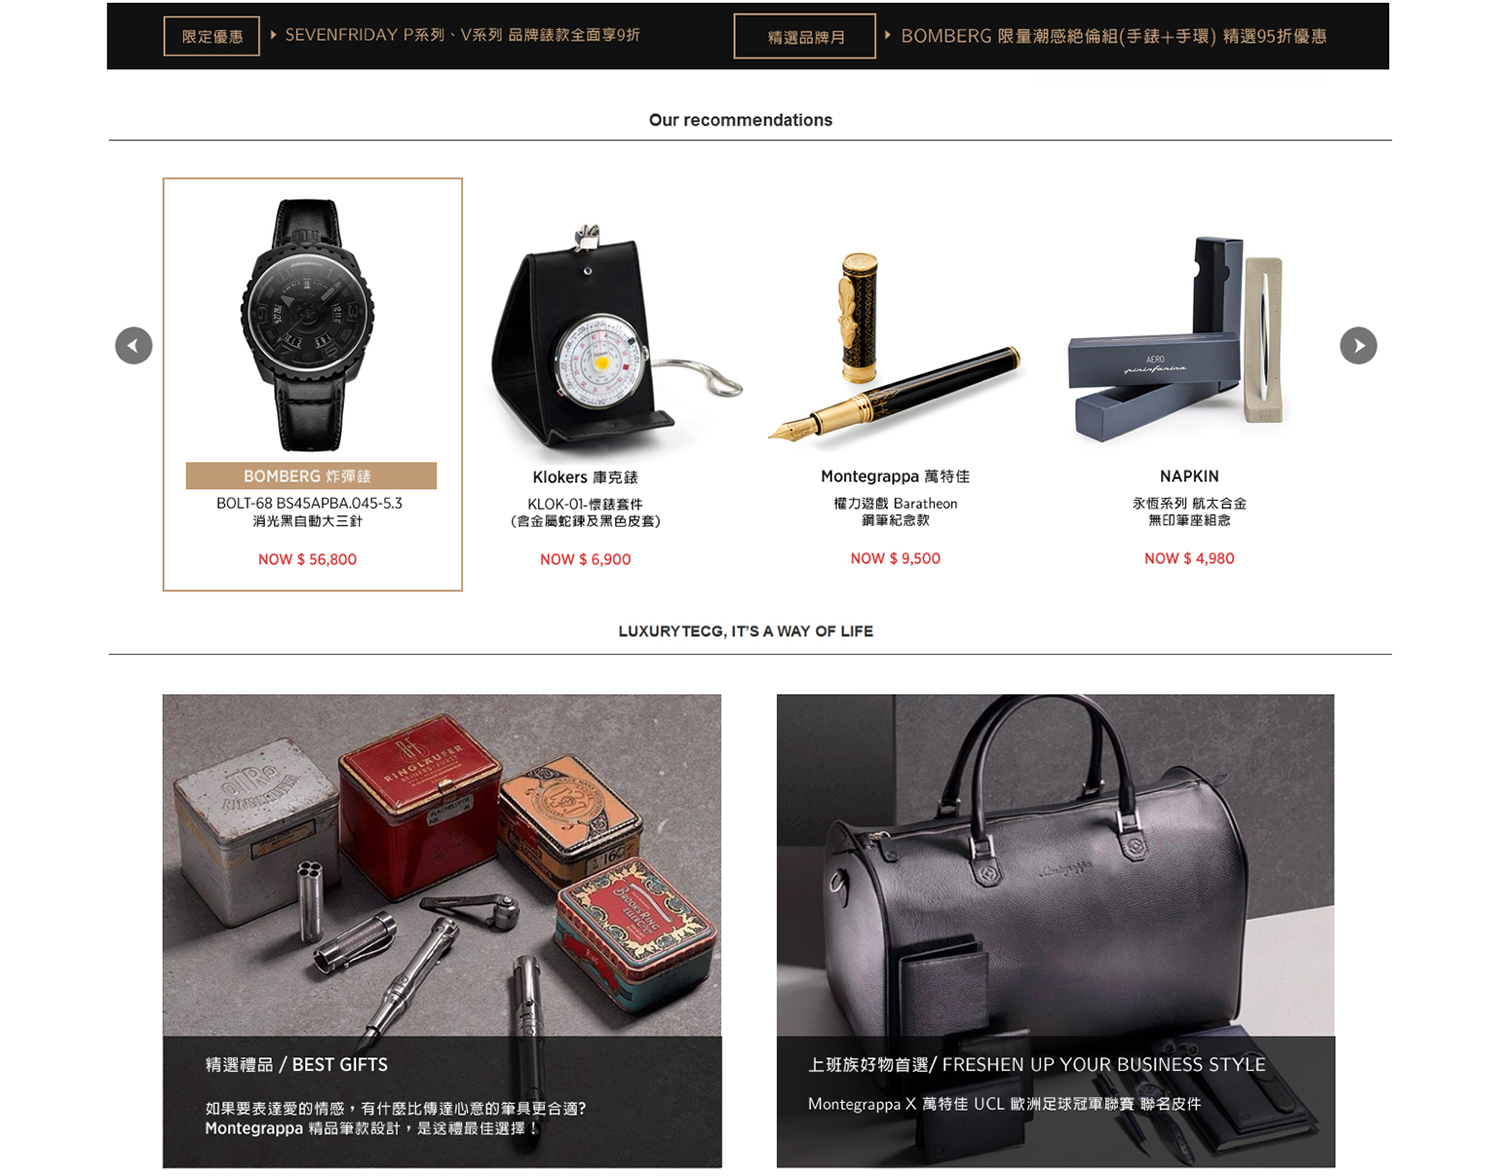 限定優惠
SEVENFRIDAY P系列、V系列 品牌錶款全面享9折
精選品牌月
BOMBERG 限量潮感絶倫組(手錶+手環) 精選95折優惠
Our recommendations
BOMBERG 炸彈錶
BOLT-68 BS45APBA.045-5.3
消光黑自動大三針
NOW $ 56,800
Klokers 庫克錶
KLOK-01-懷錶套件
(含金屬蛇鍊及黑色皮套)
NOW $ 6,900
Montegrappa 萬特佳
權力遊戲 Baratheon
鋼筆紀念款
NOW $ 9,500
AERO
pininfarina
NAPKIN
永恆系列 航太合金
無印筆座組念
NOW $ 4,980
LUXURYTECG, IT'S A WAY OF LIFE
RINGLÄUFER
BROOKS RING
精選禮品 / BEST GIFTS
如果要表達愛的情感，有什麼比傳達心意的筆具更合適?
Montegrappa 精品筆款設計，是送禮最佳選擇！
Montegrappa
上班族好物首選/ FRESHEN UP YOUR BUSINESS STYLE
Montegrappa X 萬特佳 UCL 歐洲足球冠軍聯賽 聯名皮件